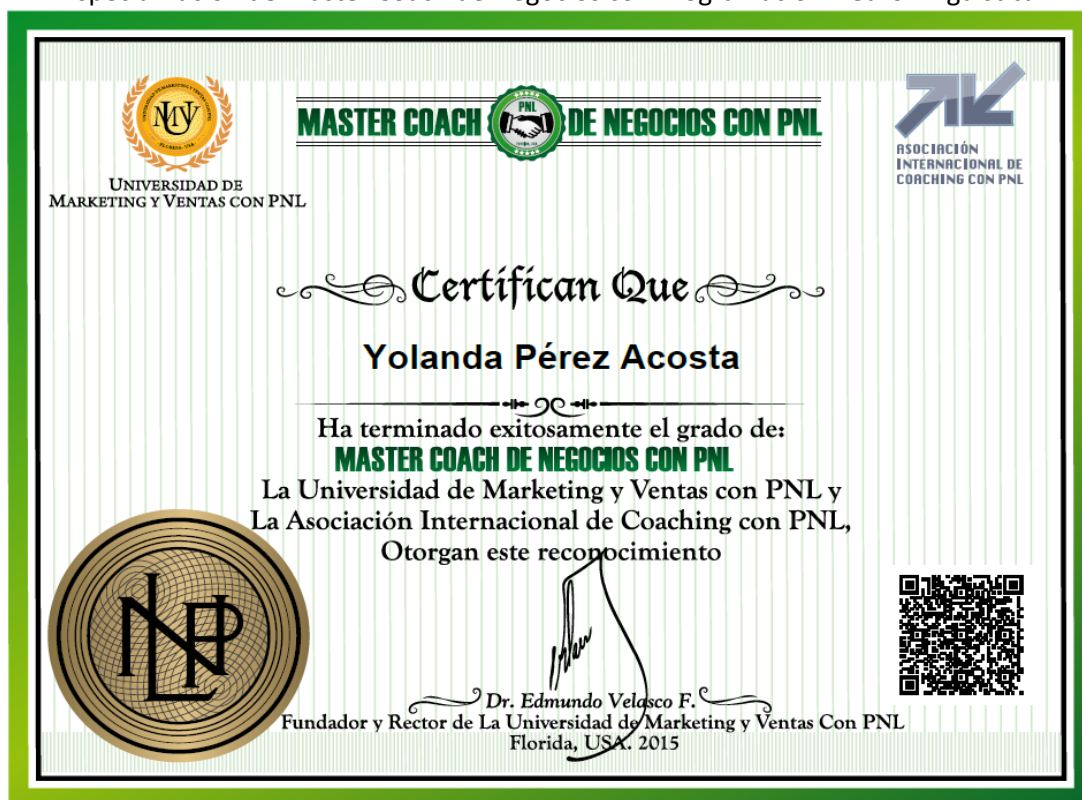 MASTER COACH PNL DE NEGOCIOS CON PNL
UMV
UNIVERSIDAD DE
MARKETING Y VENTAS CON PNL
ASOCIACIÓN
INTERNACIONAL DE
COACHING CON PNL
Certifican Que
Yolanda Pérez Acosta
Ha terminado exitosamente el grado de:
MASTER COACH DE NEGOCIOS CON PNL
La Universidad de Marketing y Ventas con PNL y
La Asociación Internacional de Coaching con PNL,
Otorgan este reconocimiento
NLP
Dr. Edmundo Velasco F.
Fundador y Rector de La Universidad de Marketing y Ventas Con PNL
Florida, USA. 2015